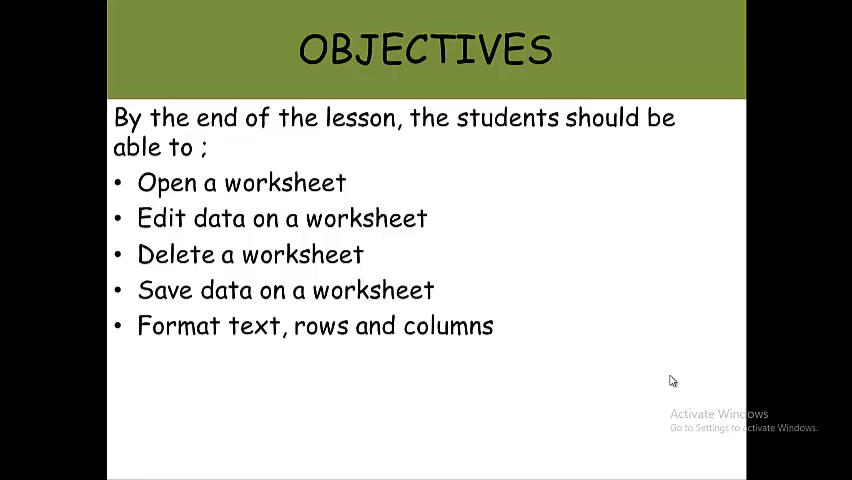 OBJECTIVES
By the end of the lesson, the students should be
able to ;
• Open a worksheet
• Edit data on a worksheet
• Delete a worksheet
• Save data on a worksheet
• Format text, rows and columns
Activate Windows
Go to Settings to activate Windows.